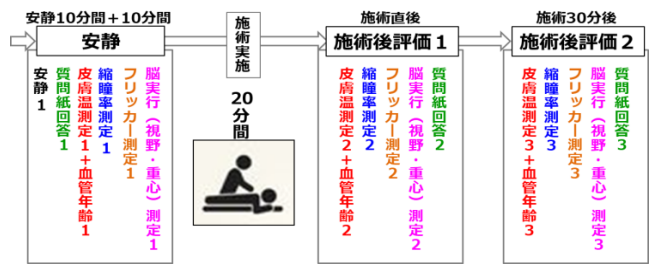 安静10分間＋10分間
安静
安静1
質問紙回答1
皮膚温測定1＋血管年齢1
縮瞳率測定1
フリッカー測定1
脳実行（視野・重心）測定1
施術実施
20分間
施術直後
施術後評価1
皮膚温測定2＋血管年齢2
縮瞳率測定2
フリッカー測定2
脳実行（視野・重心）測定2
質問紙回答2
施術30分後
施術後評価2
皮膚温測定3＋血管年齢3
縮瞳率測定3
フリッカー測定3
脳実行（視野・重心）測定3
質問紙回答3